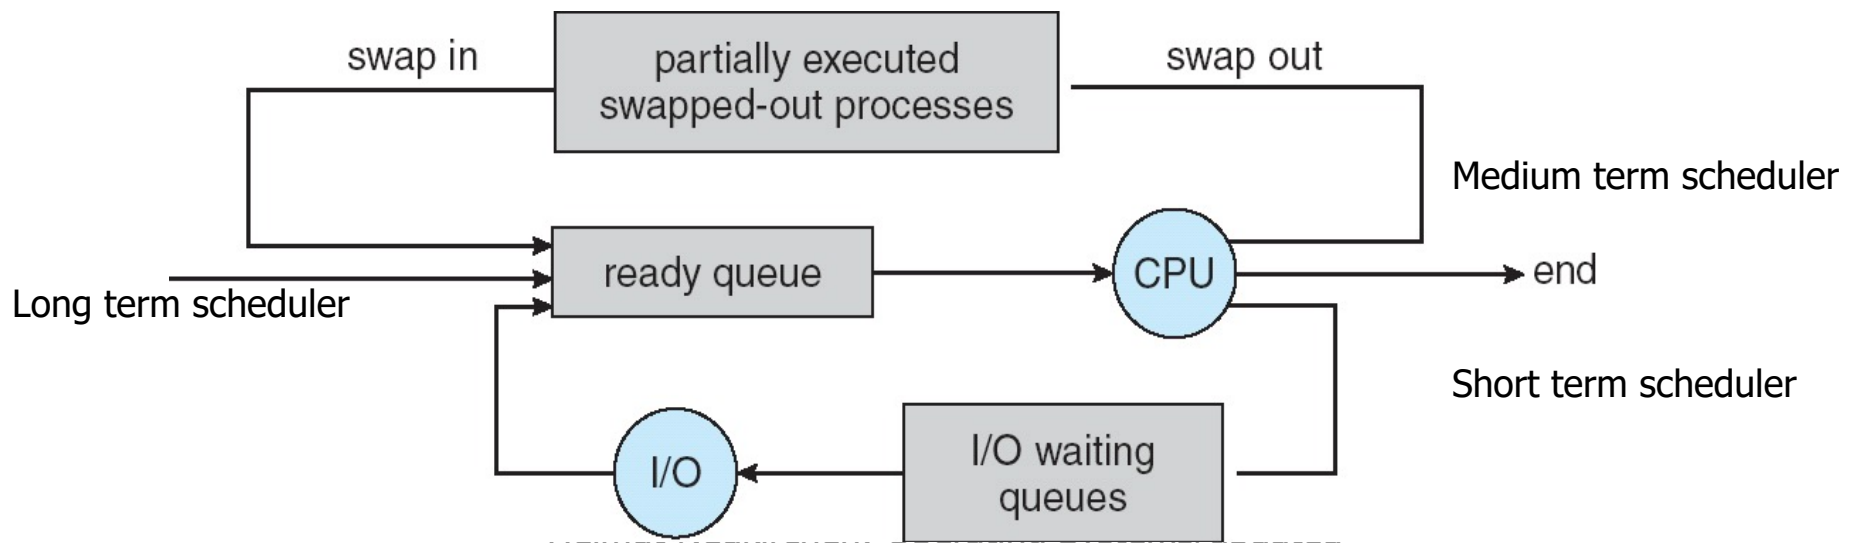 swap in
partially executed
swapped-out processes
swap out
Medium term scheduler
ready queue
CPU
end
Long term scheduler
Short term scheduler
I/O
I/O waiting
queues